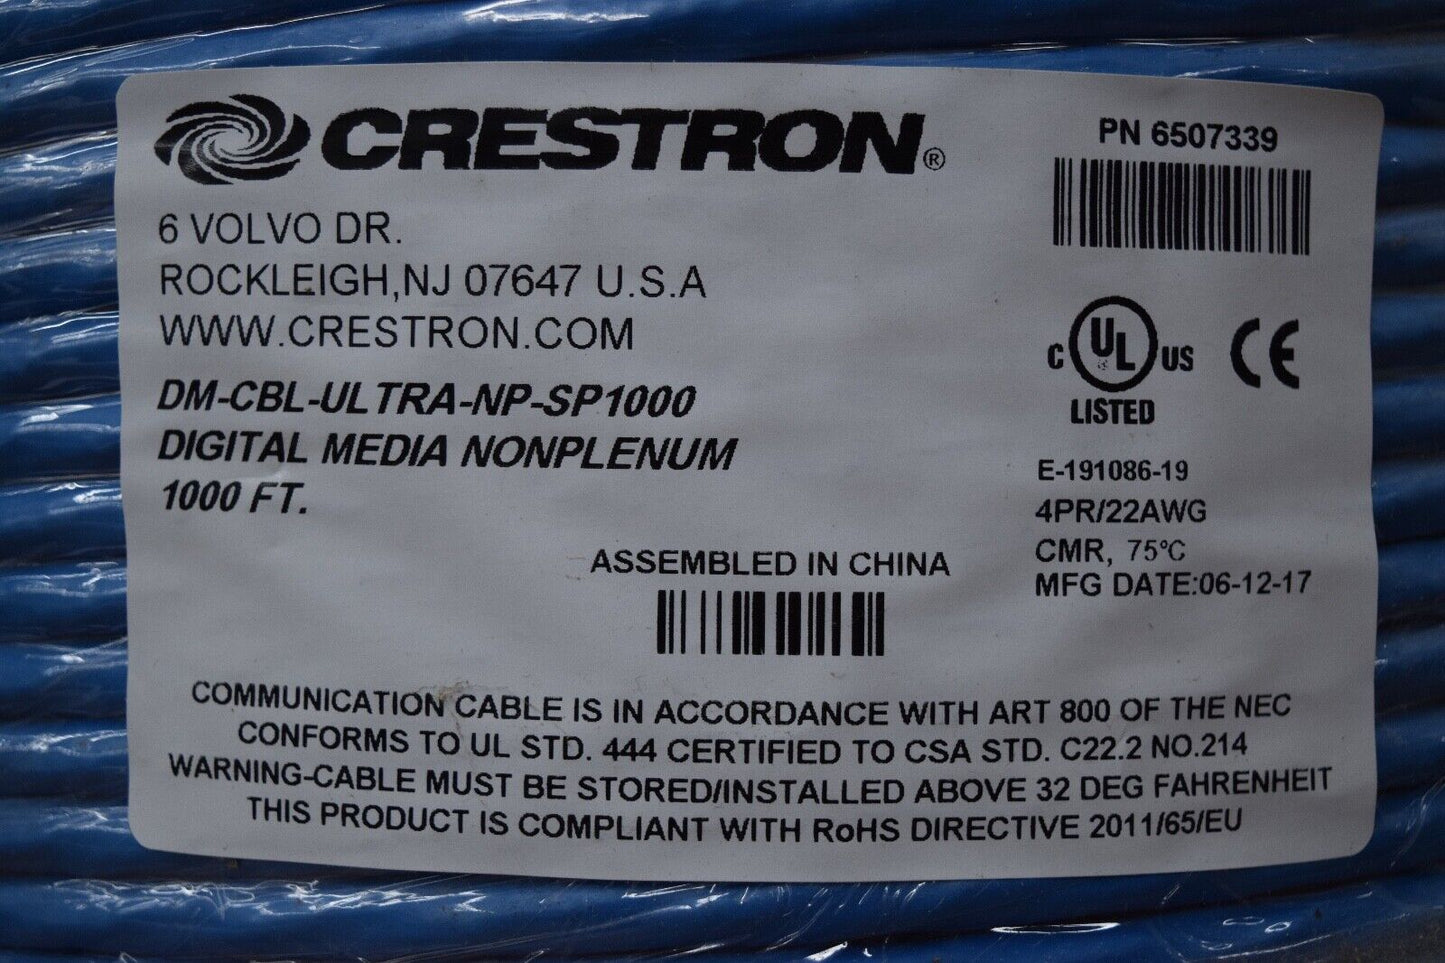 CRESTRON®
6 VOLVO DR.
ROCKLEIGH,NJ 07647 U.S.A
WWW.CRESTRON.COM
DM-CBL-ULTRA-NP-SP1000
DIGITAL MEDIA NONPLENUM
1000 FT.
PN 6507339
C UL US CE
LISTED
E-191086-19
4PR/22AWG
CMR, 75°C
MFG DATE:06-12-17
ASSEMBLED IN CHINA
COMMUNICATION CABLE IS IN ACCORDANCE WITH ART 800 OF THE NEC
CONFORMS TO UL STD. 444 CERTIFIED TO CSA STD. C22.2 NO.214
WARNING-CABLE MUST BE STORED/INSTALLED ABOVE 32 DEG FAHRENHEIT
THIS PRODUCT IS COMPLIANT WITH RoHS DIRECTIVE 2011/65/EU